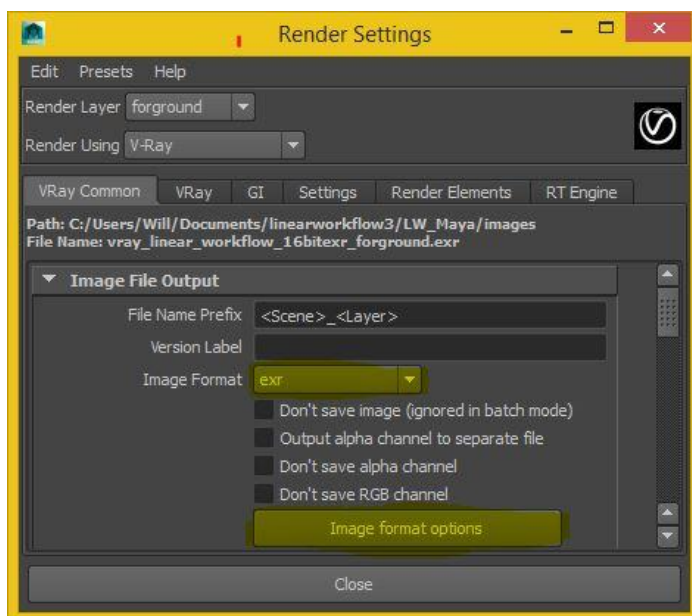 Render Settings
Edit Presets Help
Render Layer forground
Render Using V-Ray
VRay Common VRay GI Settings Render Elements RT Engine
Path: C:/Users/Will/Documents/linearworkflow3/LW_Maya/images
File Name: vray_linear_workflow_16bitexr_forground.exr
Image File Output
File Name Prefix <Scene>_<Layer>
Version Label
Image Format exr
Don't save image (ignored in batch mode)
Output alpha channel to separate file
Don't save alpha channel
Don't save RGB channel
Image format options
Close